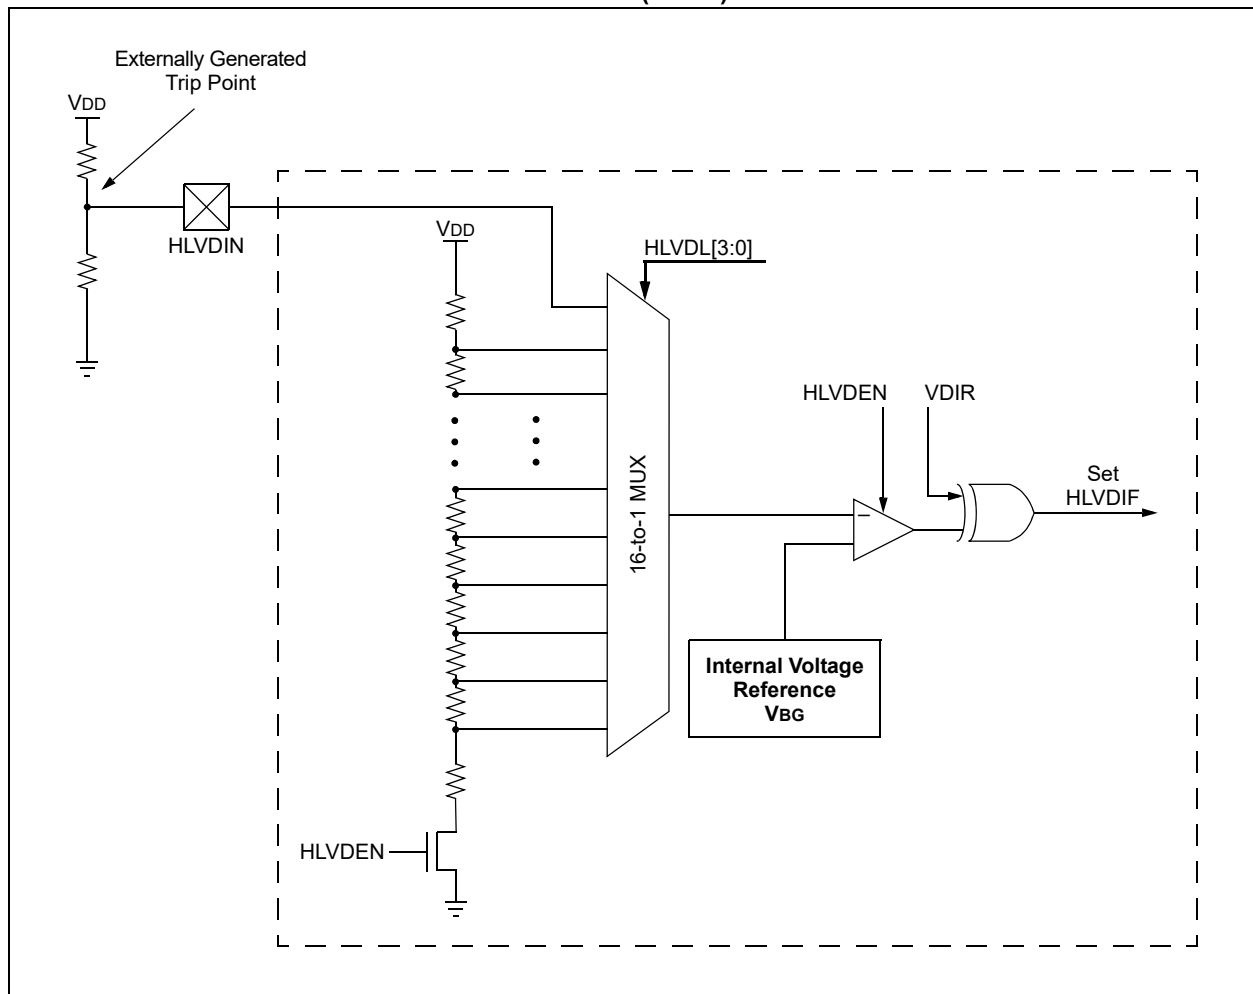 Externally Generated
Trip Point
VDD
HLVDIN
VDD
HLVDL[3:0]
16-to-1 MUX
HLVDEN
VDIR
Set
HLVDIF
–
Internal Voltage
Reference
VBG
HLVDEN